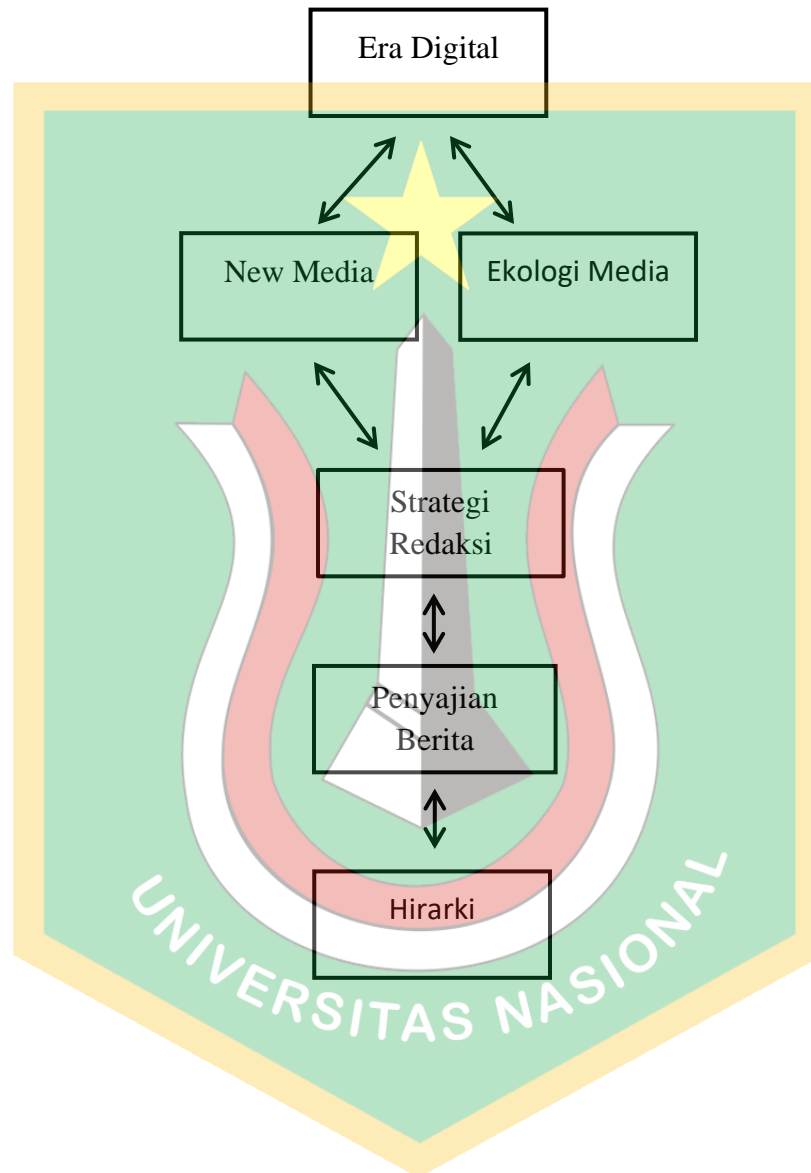 Era Digital
New Media
Ekologi Media
Strategi
Redaksi
Penyajian
Berita
Hirarki
UNIVERSITAS NASIONAL